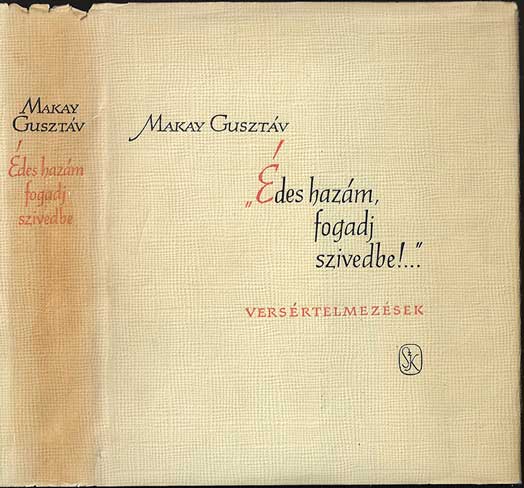 MAKAY
GUSZTÁV
Édes hazám
fogadj
szivedbe
MAKAY GUSZTÁV
„Édes hazám,
fogadj
szivedbe!..."
VERSÉRTELMEZÉSEK
SzK